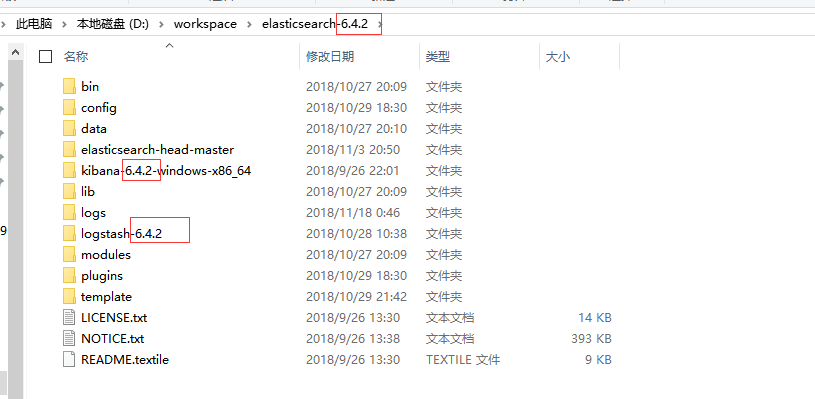 此电脑 > 本地磁盘 (D:) > workspace > elasticsearch-6.4.2 >
名称 修改日期 类型 大小
bin 2018/10/27 20:09 文件夹
config 2018/10/29 18:30 文件夹
data 2018/10/27 20:10 文件夹
elasticsearch-head-master 2018/11/3 20:50 文件夹
kibana-6.4.2-windows-x86_64 2018/9/26 22:01 文件夹
lib 2018/10/27 20:09 文件夹
logs 2018/11/18 0:46 文件夹
logstash-6.4.2 2018/10/28 10:38 文件夹
modules 2018/10/27 20:09 文件夹
plugins 2018/10/29 18:30 文件夹
template 2018/10/29 21:42 文件夹
LICENSE.txt 2018/9/26 13:30 文本文档 14 KB
NOTICE.txt 2018/9/26 13:38 文本文档 393 KB
README.textile 2018/9/26 13:30 TEXTILE 文件 9 KB